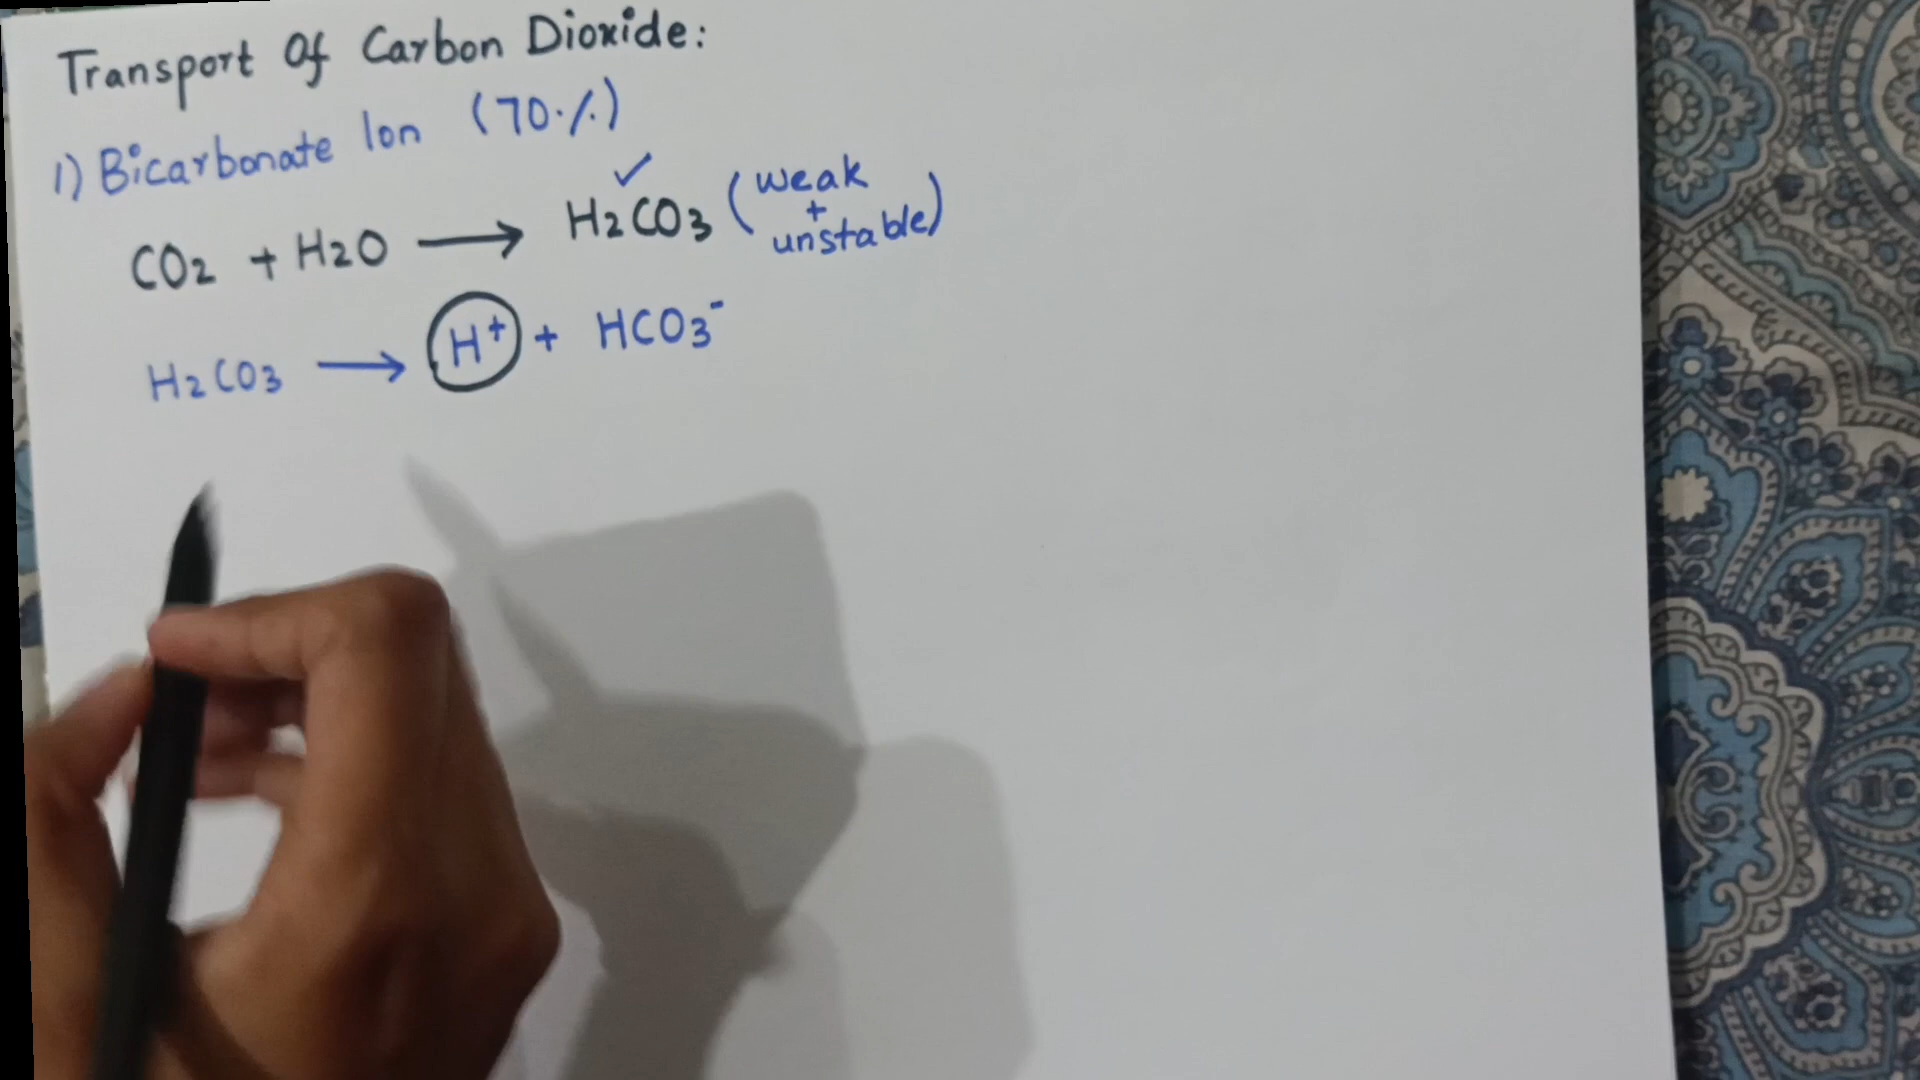 Transport Of Carbon Dioxide:
1) Bicarbonate Ion (70%)
CO2 + H2O ⟶ H2CO3 ✓ (weak + unstable)
H2CO3 ⟶ H+ + HCO3-